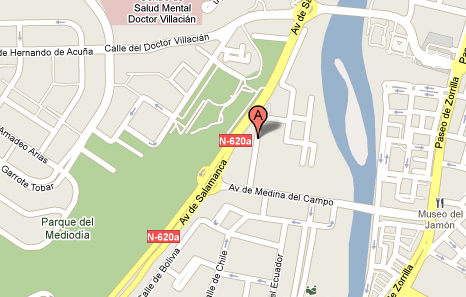 Salud Mental
Doctor Villacián
de Hernando de Acuña
Calle del Doctor Villacián
Av de Salamanca
A
N-620a
Paseo de Zorrilla
Amadeo Arias
Garrote Tobar
Av de Salamanca
Av de Medina del Campo
Museo del
Jamón
Parque del
Mediodía
N-620a
Calle de Bolivia
Calle de Chile
del Ecuador
de Zorrilla